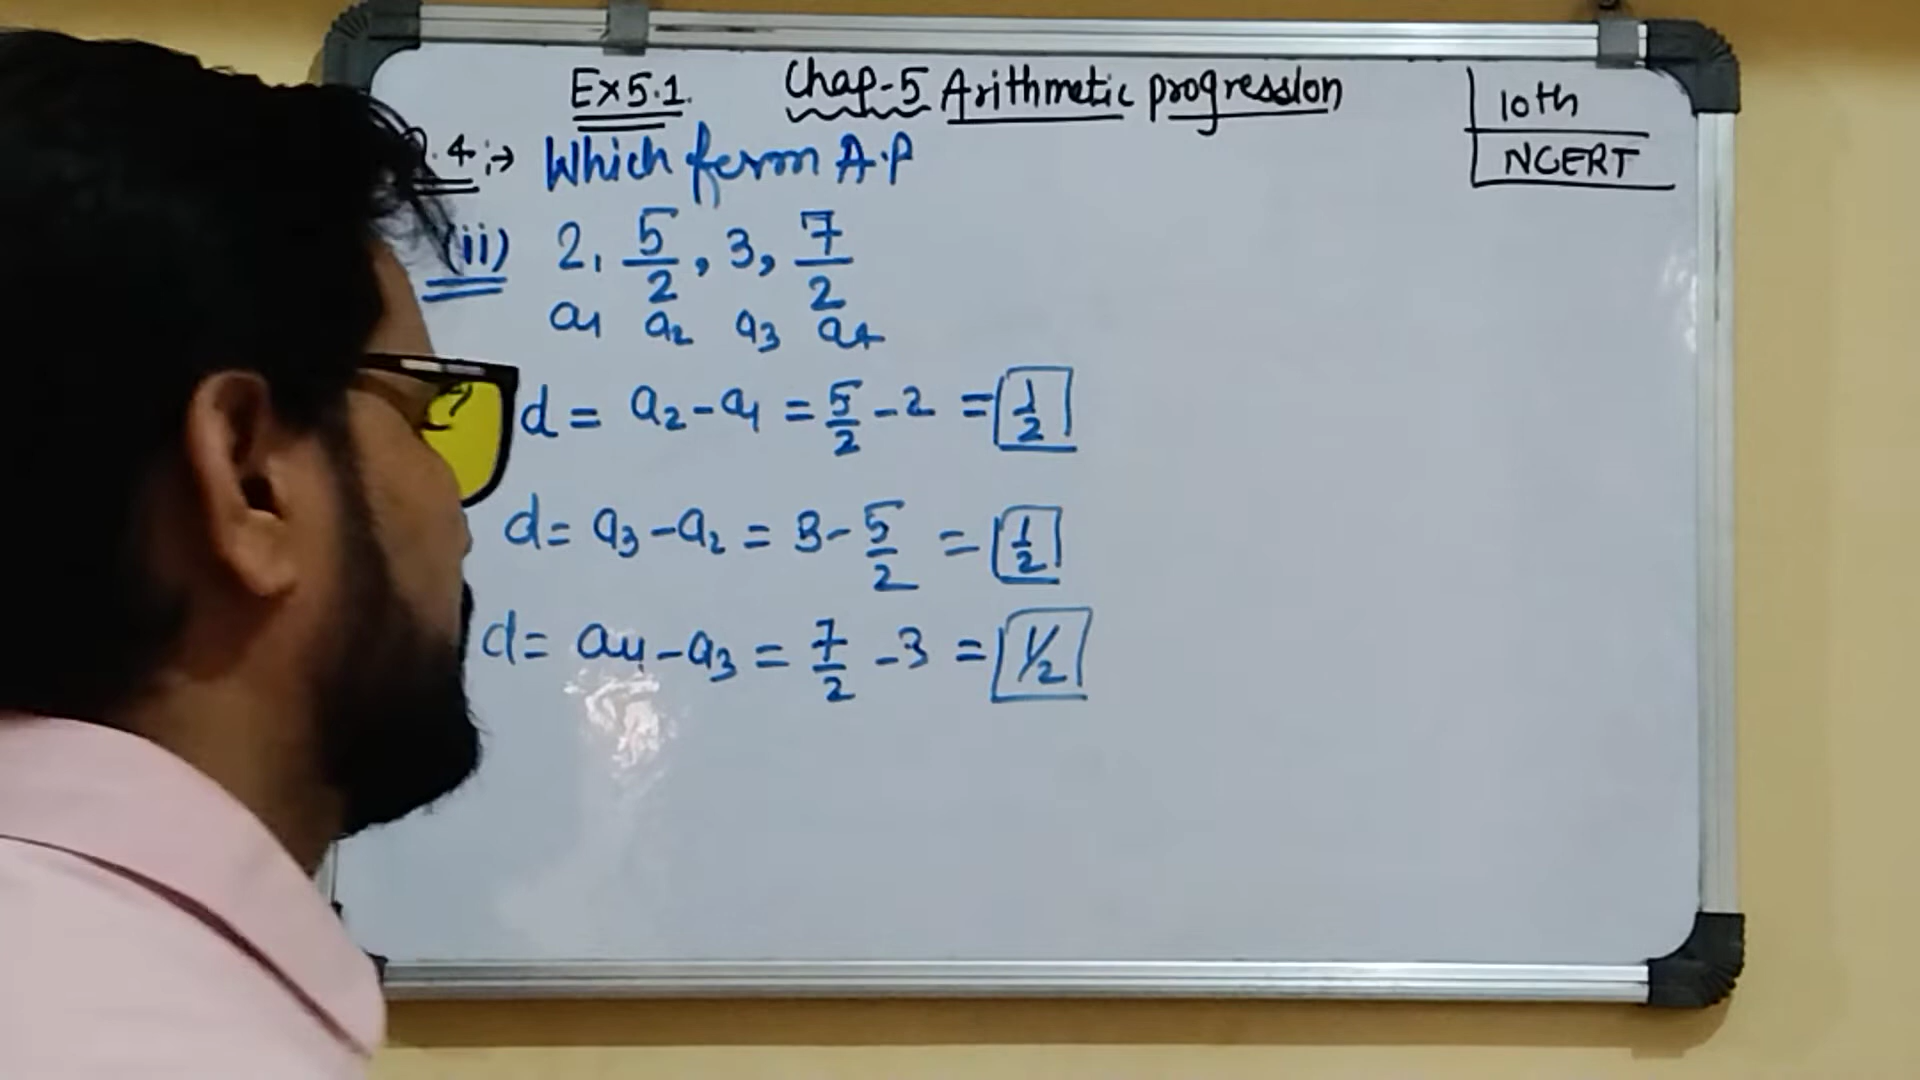 Ex 5.1. Chap-5 Arithmetic progression
10th
NCERT
Q.4 :→ Which form A.P
(ii) 2, 5/2, 3, 7/2
a1 a2 a3 a4
d = a2 - a1 = 5/2 - 2 = 1/2
d = a3 - a2 = 3 - 5/2 = 1/2
d = a4 - a3 = 7/2 - 3 = 1/2